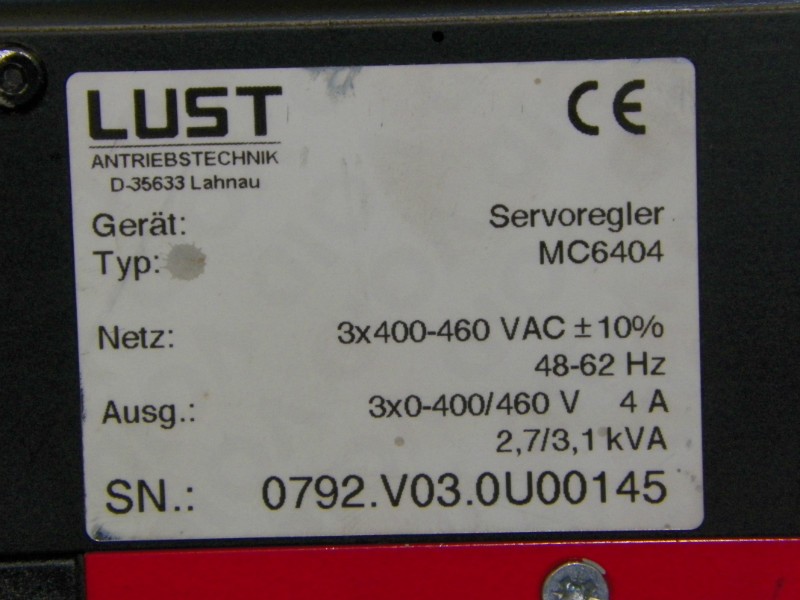 LUST
CE
ANTRIEBSTECHNIK
D-35633 Lahnau
Gerät: Servoregler
Typ: MC6404
Netz: 3x400-460 VAC ±10%
48-62 Hz
Ausg.: 3x0-400/460 V 4 A
2,7/3,1 kVA
SN.: 0792.V03.0U00145